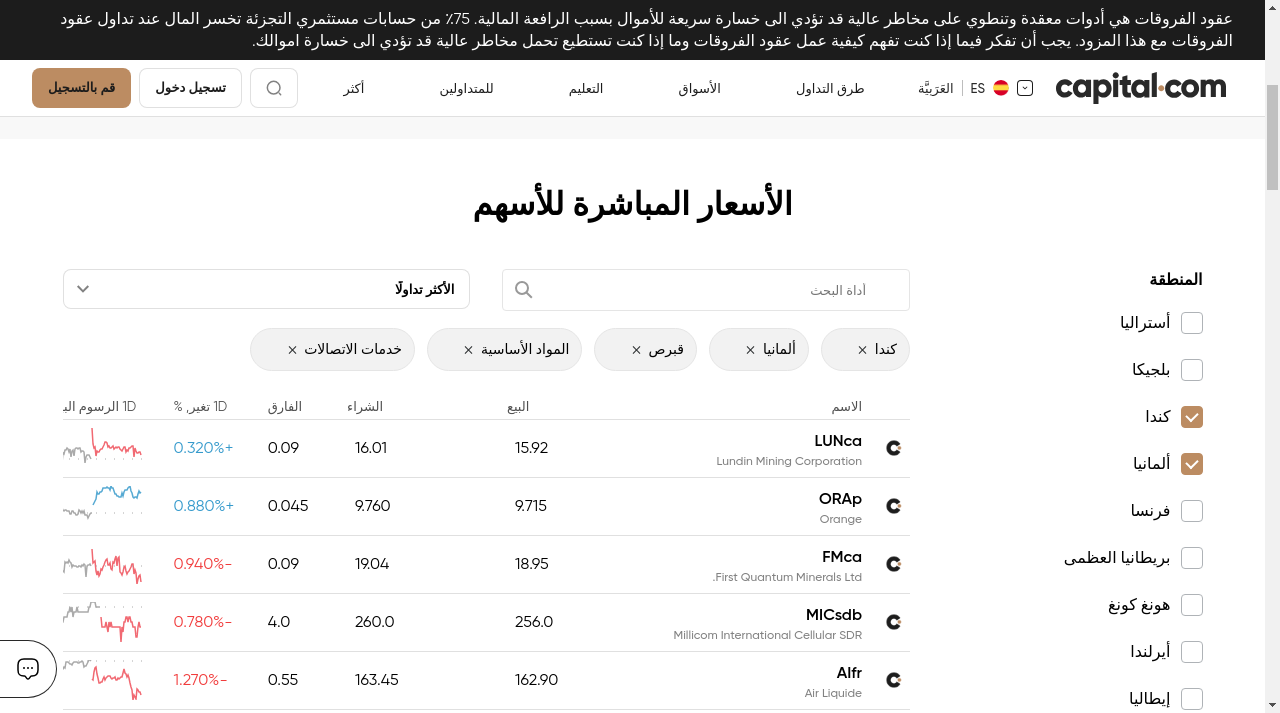 عقود الفروقات هي أدوات معقدة وتنطوي على مخاطر عالية قد تؤدي الى خسارة سريعة للأموال بسبب الرافعة المالية. 75٪ من حسابات مستثمري التجزئة تخسر المال عند تداول عقود
الفروقات مع هذا المزود. يجب أن تفكر فيما إذا كنت تفهم كيفية عمل عقود الفروقات وما إذا كنت تستطيع تحمل مخاطر عالية قد تؤدي الى خسارة اموالك.
capital.com
ES
العَرَبِيَّة
طرق التداول
الأسواق
التعليم
للمتداولين
أكثر
تسجيل دخول
قم بالتسجيل
الأسعار المباشرة للأسهم
المنطقة
أستراليا
بلجيكا
كندا
ألمانيا
فرنسا
بريطانيا العظمى
هونغ كونغ
أيرلندا
إيطاليا
أداة البحث
الأكثر تداولًا
كندا ×
ألمانيا ×
قبرص ×
المواد الأساسية ×
خدمات الاتصالات ×
الاسم البيع الشراء الفارق 1D تغير, % 1D الرسوم
LUNca 15.92 16.01 0.09 0.320%+
Lundin Mining Corporation
ORAp 9.715 9.760 0.045 0.880%+
Orange
FMca 18.95 19.04 0.09 0.940%-
.First Quantum Minerals Ltd
MICsdb 256.0 260.0 4.0 0.780%-
Millicom International Cellular SDR
AIfr 162.90 163.45 0.55 1.270%-
Air Liquide